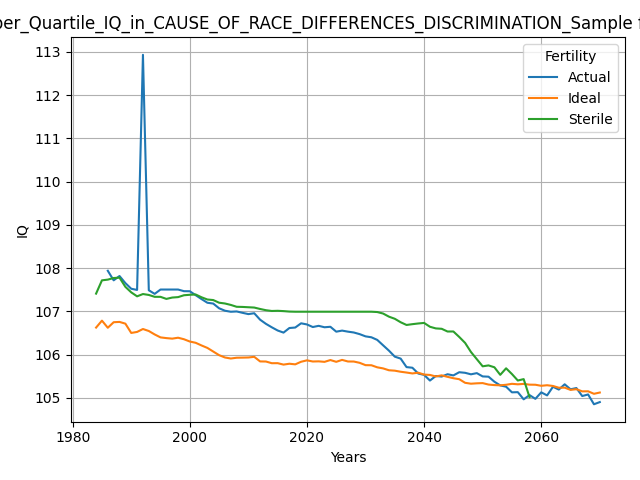 per_Quartile_IQ_in_CAUSE_OF_RACE_DIFFERENCES_DISCRIMINATION_Sample
113
112
111
110
109
108
107
106
105
IQ
Fertility
Actual
Ideal
Sterile
1980
2000
2020
2040
2060
Years